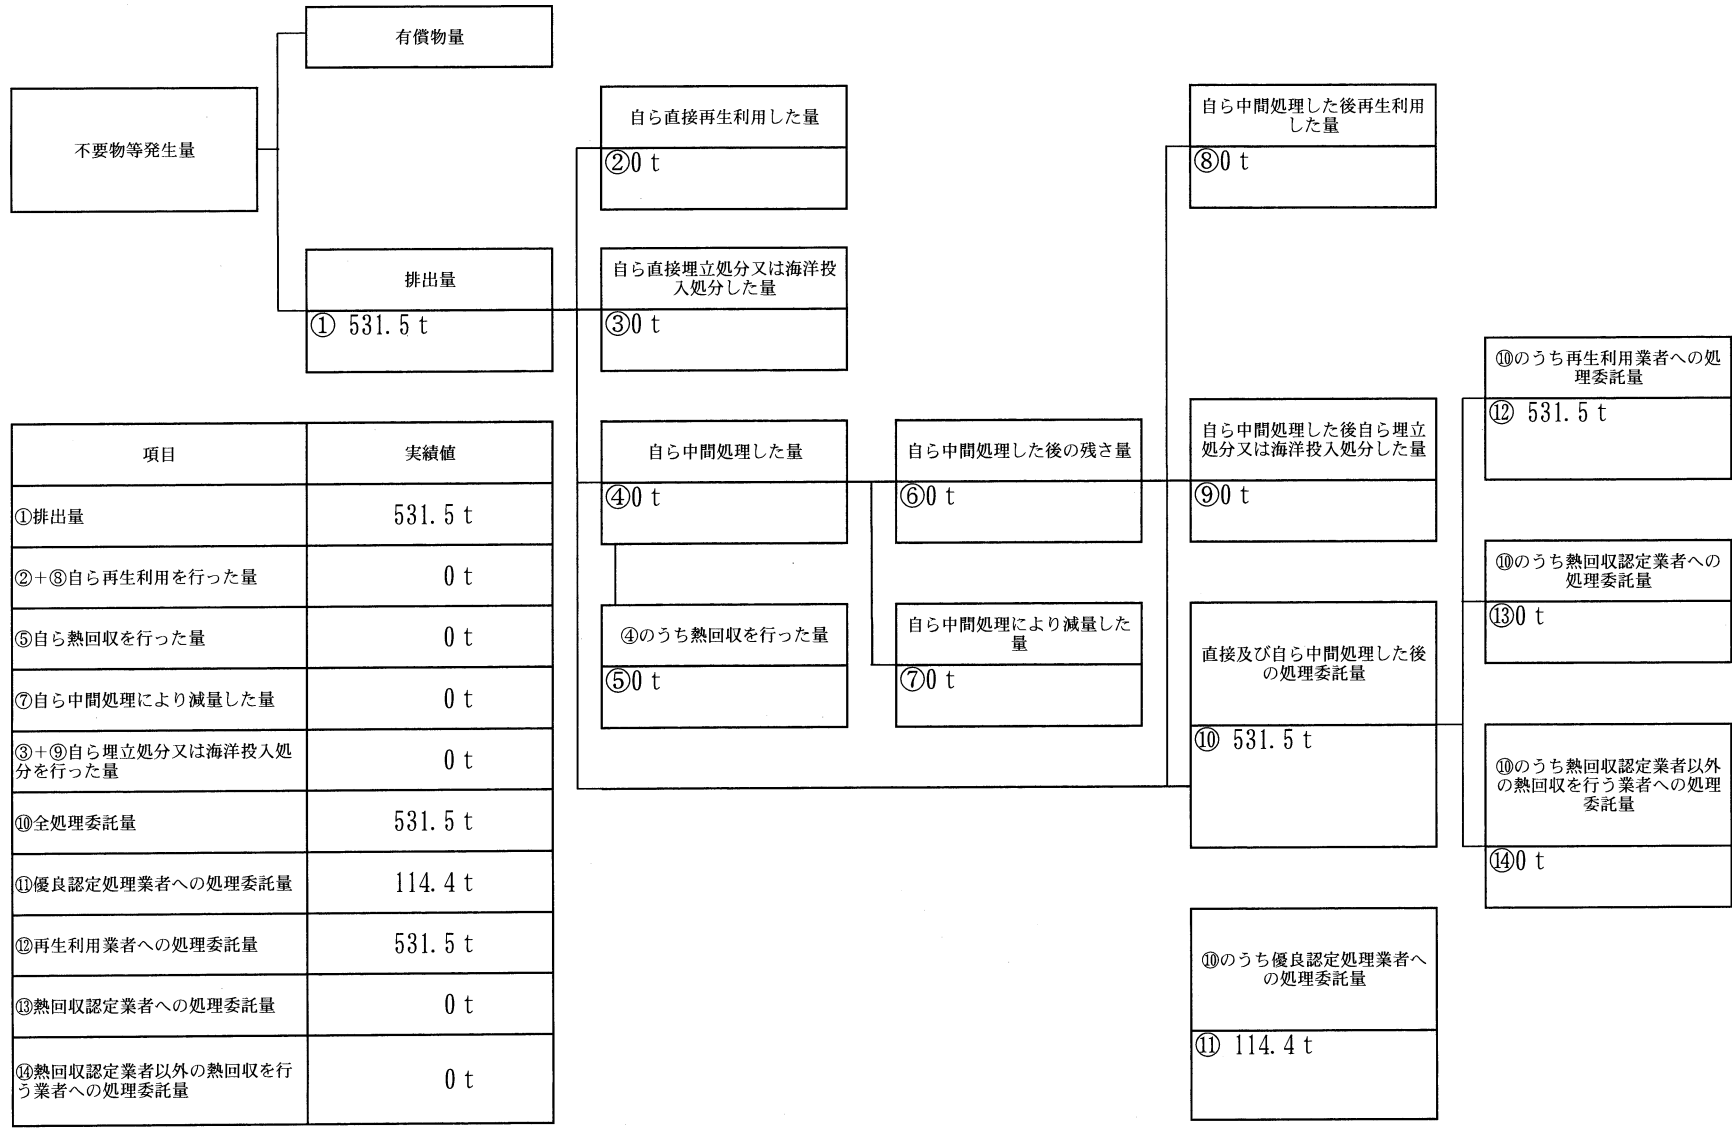 有償物量
不要物等発生量
排出量
① 531.5 t
自ら直接再生利用した量
②0 t
自ら直接埋立処分又は海洋投
入処分した量
③0 t
自ら中間処理した量
④0 t
④のうち熱回収を行った量
⑤0 t
自ら中間処理した後の残さ量
⑥0 t
自ら中間処理により減量した
量
⑦0 t
自ら中間処理した後再生利用
した量
⑧0 t
自ら中間処理した後自ら埋立
処分又は海洋投入処分した量
⑨0 t
直接及び自ら中間処理した後
の処理委託量
⑩ 531.5 t
⑩のうち優良認定処理業者へ
の処理委託量
⑪ 114.4 t
⑩のうち再生利用業者への処
理委託量
⑫ 531.5 t
⑩のうち熱回収認定業者への
処理委託量
⑬0 t
⑩のうち熱回収認定業者以外
の熱回収を行う業者への処理
委託量
⑭0 t
項目 実績値
①排出量 531.5 t
②+⑧自ら再生利用を行った量 0 t
⑤自ら熱回収を行った量 0 t
⑦自ら中間処理により減量した量 0 t
③+⑨自ら埋立処分又は海洋投入処
分を行った量 0 t
⑩全処理委託量 531.5 t
⑪優良認定処理業者への処理委託量 114.4 t
⑫再生利用業者への処理委託量 531.5 t
⑬熱回収認定業者への処理委託量 0 t
⑭熱回収認定業者以外の熱回収を行
う業者への処理委託量 0 t